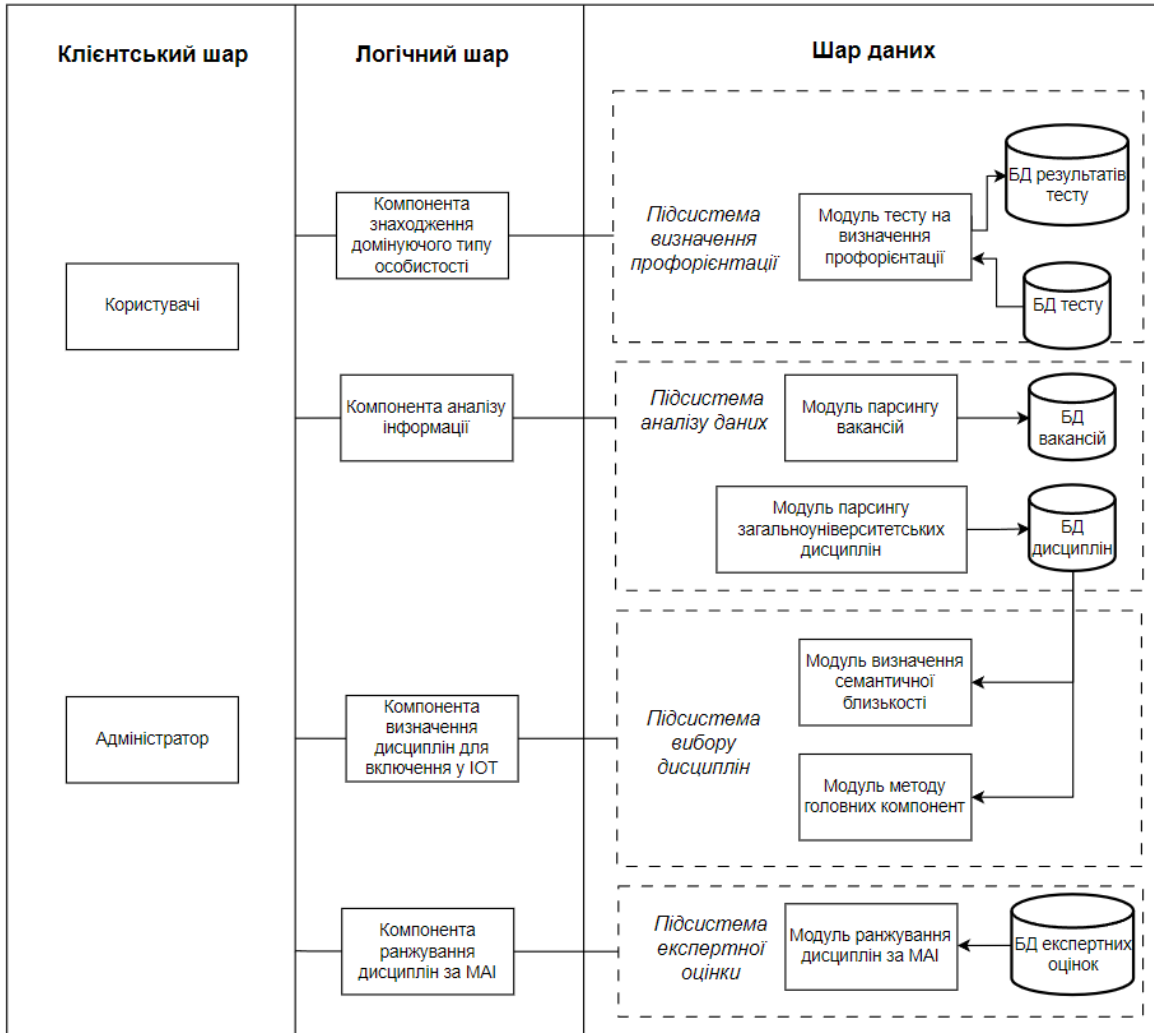 Клієнтський шар
Логічний шар
Шар даних
Користувачі
Адміністратор
Компонента
знаходження
домінуючого типу
особистості
Компонента аналізу
інформації
Компонента
визначення
дисциплін для
включення у ІОТ
Компонента
ранжування
дисциплін за МАІ
Підсистема
визначення
профорієнтації
Модуль тесту на
визначення
профорієнтації
БД результатів
тесту
БД тесту
Підсистема
аналізу даних
Модуль парсингу
вакансій
БД
вакансій
Модуль парсингу
загальноуніверситетських
дисциплін
БД
дисциплін
Підсистема
вибору
дисциплін
Модуль визначення
семантичної
близькості
Модуль методу
головних компонент
Підсистема
експертної
оцінки
Модуль ранжування
дисциплін за МАІ
БД експертних
оцінок